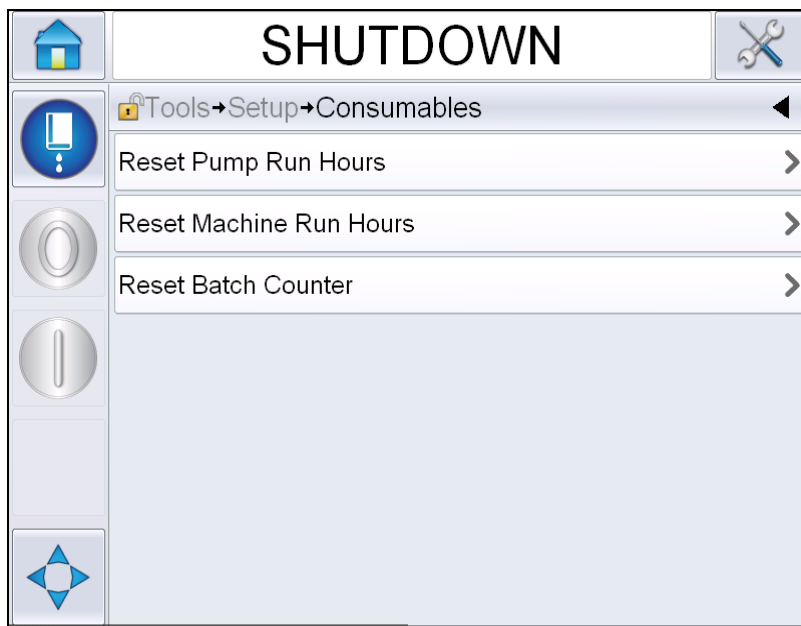 SHUTDOWN
Tools→Setup→Consumables
Reset Pump Run Hours
Reset Machine Run Hours
Reset Batch Counter